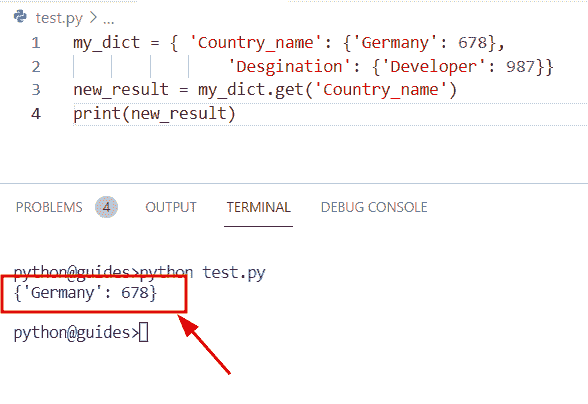 test.py > ...
1 my_dict = { 'Country_name': {'Germany': 678},
2 'Desgination': {'Developer': 987}}
3 new_result = my_dict.get('Country_name')
4 print(new_result)
PROBLEMS 4 OUTPUT TERMINAL DEBUG CONSOLE
python@guides>python test.py
{'Germany': 678}
python@guides>